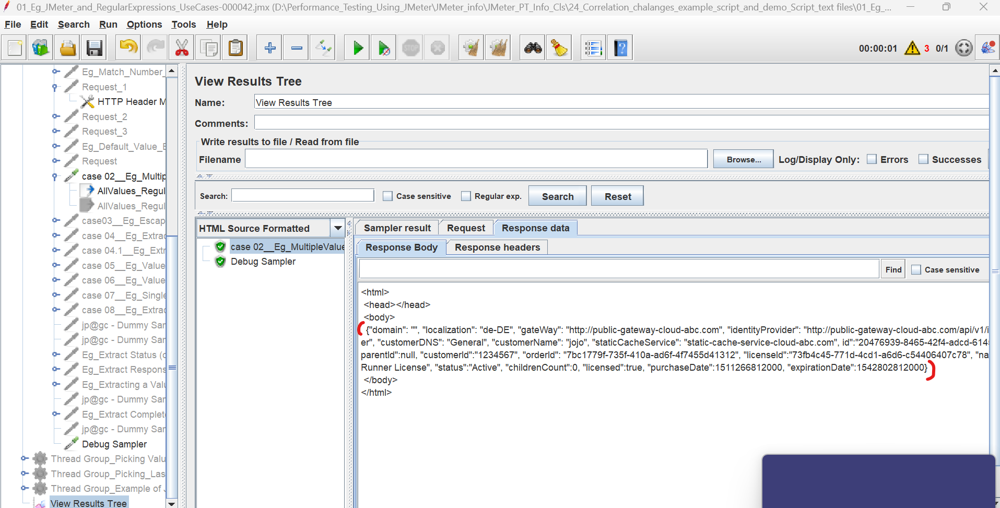 01_Eg_JMeter_and_RegularExpressions_UseCases-000042.jmx (D:\Performance_Testing_Using_JMeter\JMeter_info\JMeter_PT_Info_Cls\24_Correlation_chalanges_example_script_and_demo_Script_text files\01_Eg_...
File Edit Search Run Options Tools Help
STOP 00:00:01 3 0/1
Eg_Match_Number_
Request_1
HTTP Header M
Request_2
Request_3
Eg_Default_Value_E
Request
case 02__Eg_Multip
AllValues_Regul
AllValues_Regul
case03__Eg_Escap
case 04__Eg_Extrac
case 04.1__Eg_Extr
case 05__Eg_Value
case 06__Eg_Value
case 07__Eg_Single
case 08__Eg_Extrac
jp@gc - Dummy Sar
jp@gc - Dummy Sar
Eg_Extract Status (c
Eg_Extract Respons
Eg_Extracting a Valu
jp@gc - Dummy Sar
Eg_Extract Complet
jp@gc - Dummy Sar
Debug Sampler
Thread Group_Picking Valu
Thread Group_Picking_Las
Thread Group_Example of
View Results Tree
View Results Tree
Name: View Results Tree
Comments:
Write results to file / Read from file
Filename Browse... Log/Display Only: Errors Successes
Search: Case sensitive Regular exp. Search Reset
HTML Source Formatted
case 02__Eg_MultipleValue
Debug Sampler
Sampler result Request Response data
Response Body Response headers
Find Case sensitive
<html>
<head></head>
<body>
{"domain": "", "localization": "de-DE", "gateWay": "http://public-gateway-cloud-abc.com", "identityProvider": "http://public-gateway-cloud-abc.com/api/v1/i
er", "customerDNS": "General", "customerName": "jojo", "staticCacheService": "static-cache-service-cloud-abc.com", id":"20476939-8465-42f4-adcd-614
parentId":null, "customerId":"1234567", "orderId": "7bc1779f-735f-410a-ad6f-4f7455d41312", "licenseId":"73fb4c45-771d-4cd1-a6d6-c54406407c78", "na
Runner License", "status":"Active", "childrenCount":0, "licensed":true, "purchaseDate":1511266812000, "expirationDate":1542802812000}
</body>
</html>